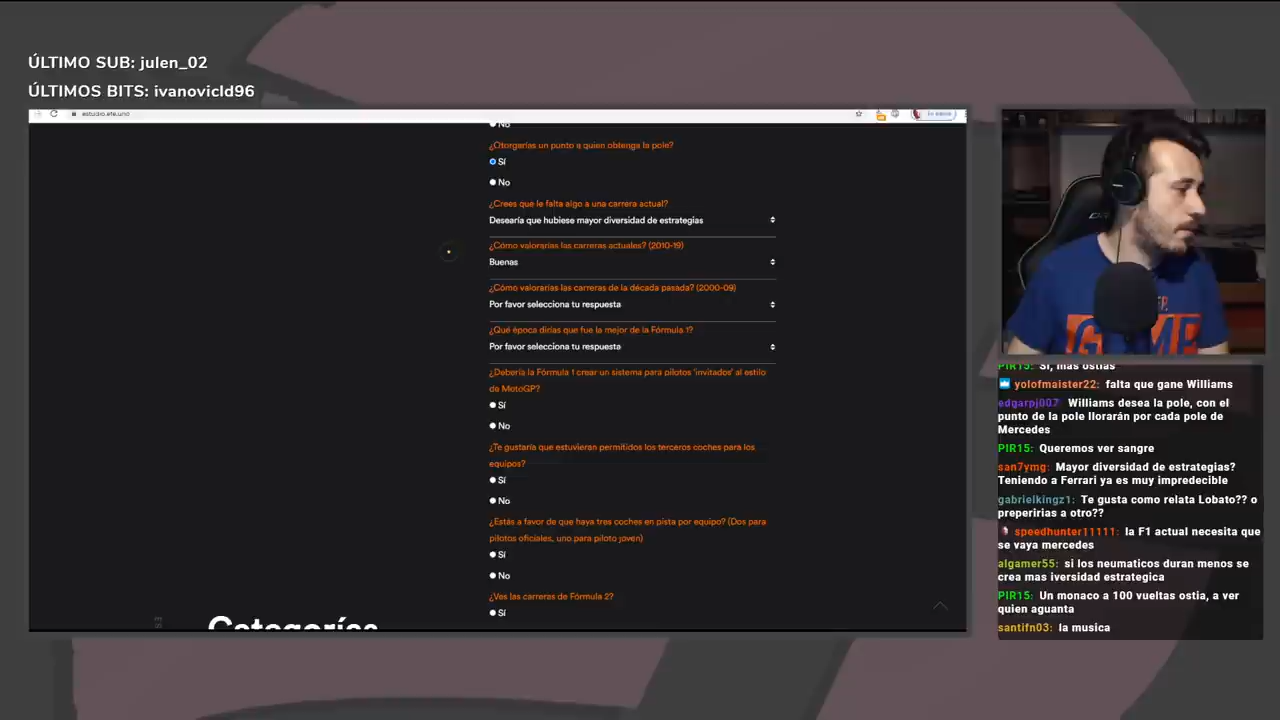 ÚLTIMO SUB: julen_02
ÚLTIMOS BITS: ivanovicld96
No
¿Otorgarías un punto a quien obtenga la pole?
Sí
No
¿Crees que le falta algo a una carrera actual?
Desearía que hubiese mayor diversidad de estrategias
¿Cómo valorarías las carreras actuales? (2010-19)
Buenas
¿Cómo valorarías las carreras de la década pasada? (2000-09)
Por favor selecciona tu respuesta
¿Qué época dirías que fue la mejor de la Fórmula 1?
Por favor selecciona tu respuesta
¿Debería la Fórmula 1 crear un sistema para pilotos 'invitados' al estilo
de MotoGP?
Sí
No
¿Te gustaría que estuvieran permitidos los terceros coches para los
equipos?
Sí
No
¿Estás a favor de que haya tres coches en pista por equipo? (Dos para
pilotos oficiales, uno para piloto joven)
Sí
No
¿Ves las carreras de Fórmula 2?
Sí
Categorías
PIR15: Sí, más ostias
yolofmaister22: falta que gane Williams
edgarpj007: Williams desea la pole, con el
punto de la pole llorarán por cada pole de
Mercedes
PIR15: Queremos ver sangre
san7ymg: Mayor diversidad de estrategias?
Teniendo a Ferrari ya es muy impredecible
gabrielkingz1: Te gusta como relata Lobato?? o
preperirias a otro??
speedhunter11111: la F1 actual necesita que
se vaya mercedes
algamer55: si los neumaticos duran menos se
crea mas iversidad estrategica
PIR15: Un monaco a 100 vueltas ostia, a ver
quien aguanta
santifn03: la musica